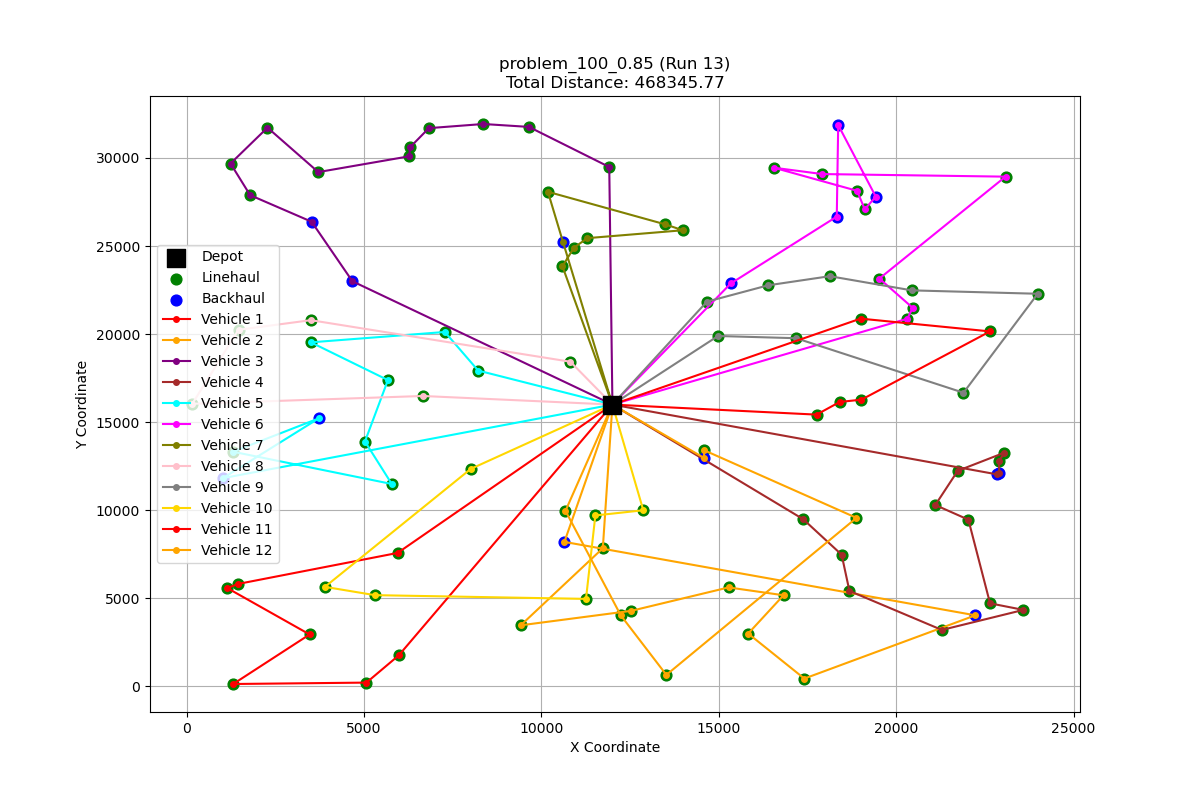 problem_100_0.85 (Run 13)
Total Distance: 468345.77
Y Coordinate
30000
25000
20000
15000
10000
5000
0
Depot
Linehaul
Backhaul
Vehicle 1
Vehicle 2
Vehicle 3
Vehicle 4
Vehicle 5
Vehicle 6
Vehicle 7
Vehicle 8
Vehicle 9
Vehicle 10
Vehicle 11
Vehicle 12
0 5000 10000 15000 20000 25000
X Coordinate